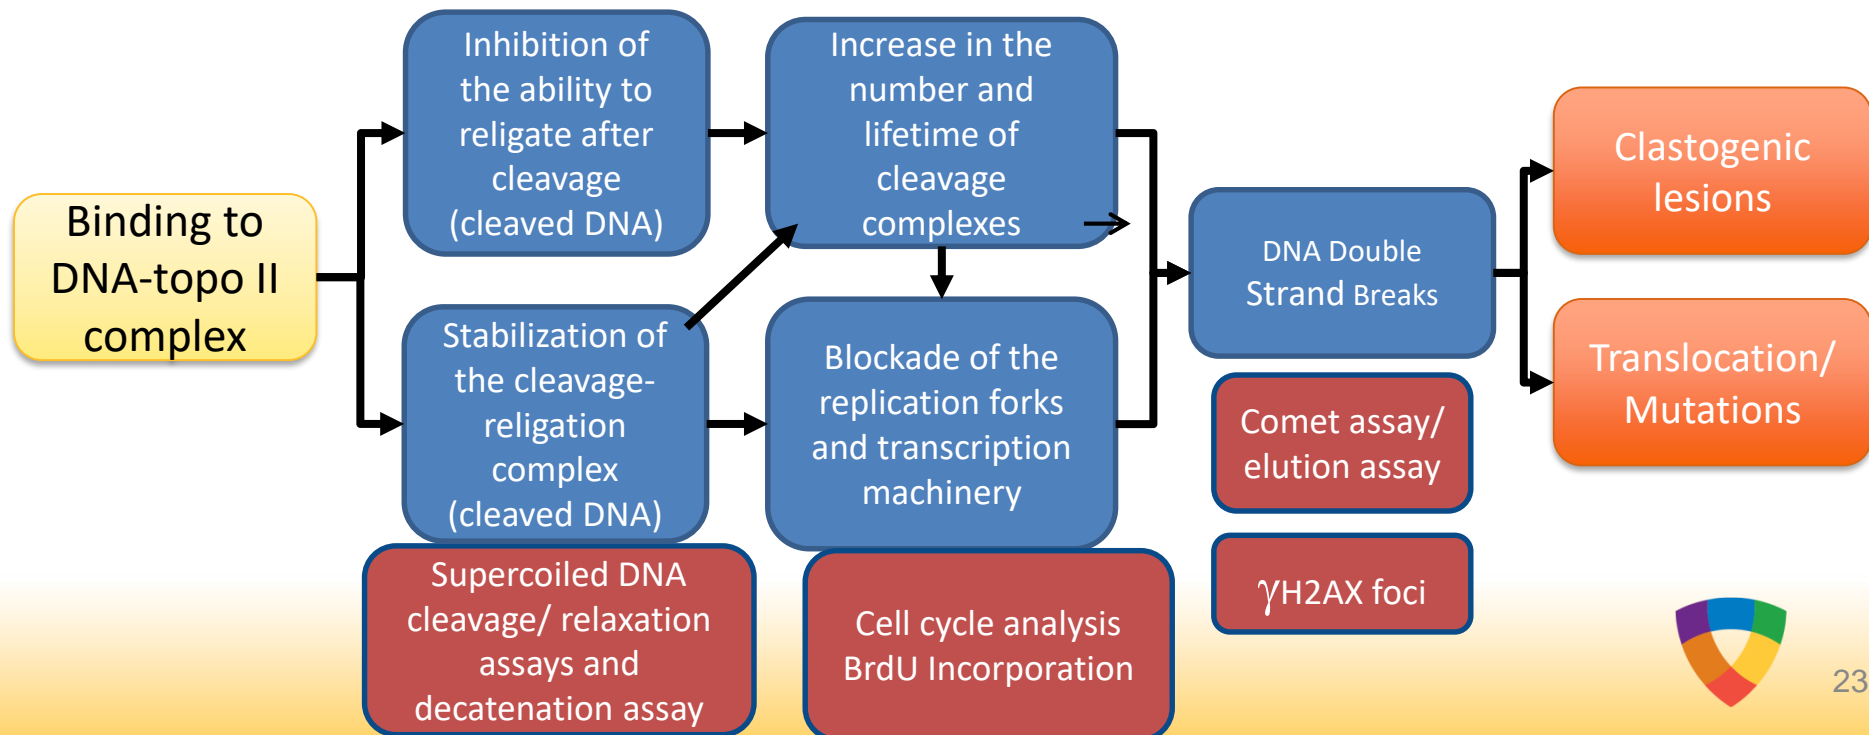 Binding to
DNA-topo II
complex
Inhibition of
the ability to
religate after
cleavage
(cleaved DNA)
Stabilization of
the cleavage-
religation
complex
(cleaved DNA)
Supercoiled DNA
cleavage/ relaxation
assays and
decatenation assay
Increase in the
number and
lifetime of
cleavage
complexes
Blockade of the
replication forks
and transcription
machinery
Cell cycle analysis
BrdU Incorporation
DNA Double
Strand Breaks
Comet assay/
elution assay
γH2AX foci
Clastogenic
lesions
Translocation/
Mutations
23